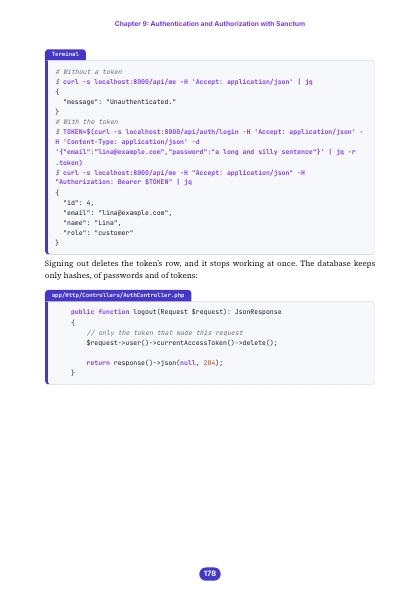 Chapter 9: Authentication and Authorization with Sanctum
Terminal
# Without a token
$ curl -s localhost:8000/api/me -H 'Accept: application/json' | jq
{
  "message": "Unauthenticated."
}
# With the token
$ TOKEN=$(curl -s localhost:8000/api/auth/login -H 'Accept: application/json' -
H 'Content-Type: application/json' -d
'{"email":"lina@example.com","password":"a long and silly sentence"}' | jq -r
.token)
$ curl -s localhost:8000/api/me -H "Accept: application/json" -H
"Authorization: Bearer $TOKEN" | jq
{
  "id": 4,
  "email": "lina@example.com",
  "name": "Lina",
  "role": "customer"
}
Signing out deletes the token's row, and it stops working at once. The database keeps
only hashes, of passwords and of tokens:
app/Http/Controllers/AuthController.php
    public function logout(Request $request): JsonResponse
    {
        // only the token that made this request
        $request->user()->currentAccessToken()->delete();

        return response()->json(null, 204);
    }
178